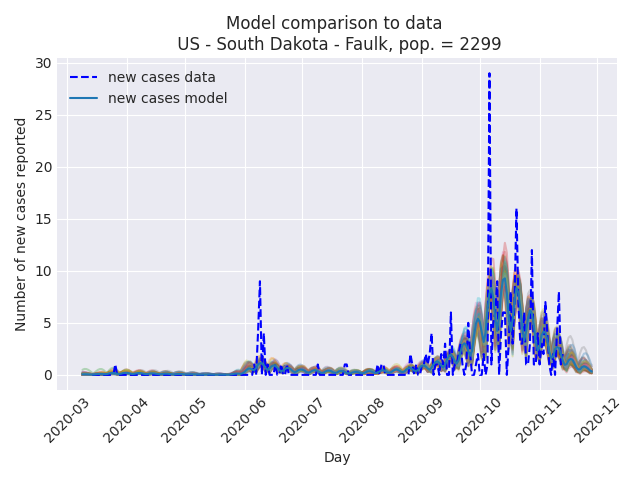 Model comparison to data
US - South Dakota - Faulk, pop. = 2299
new cases data
new cases model
Number of new cases reported
30
25
20
15
10
5
0
2020-03
2020-04
2020-05
2020-06
2020-07
2020-08
2020-09
2020-10
2020-11
2020-12
Day